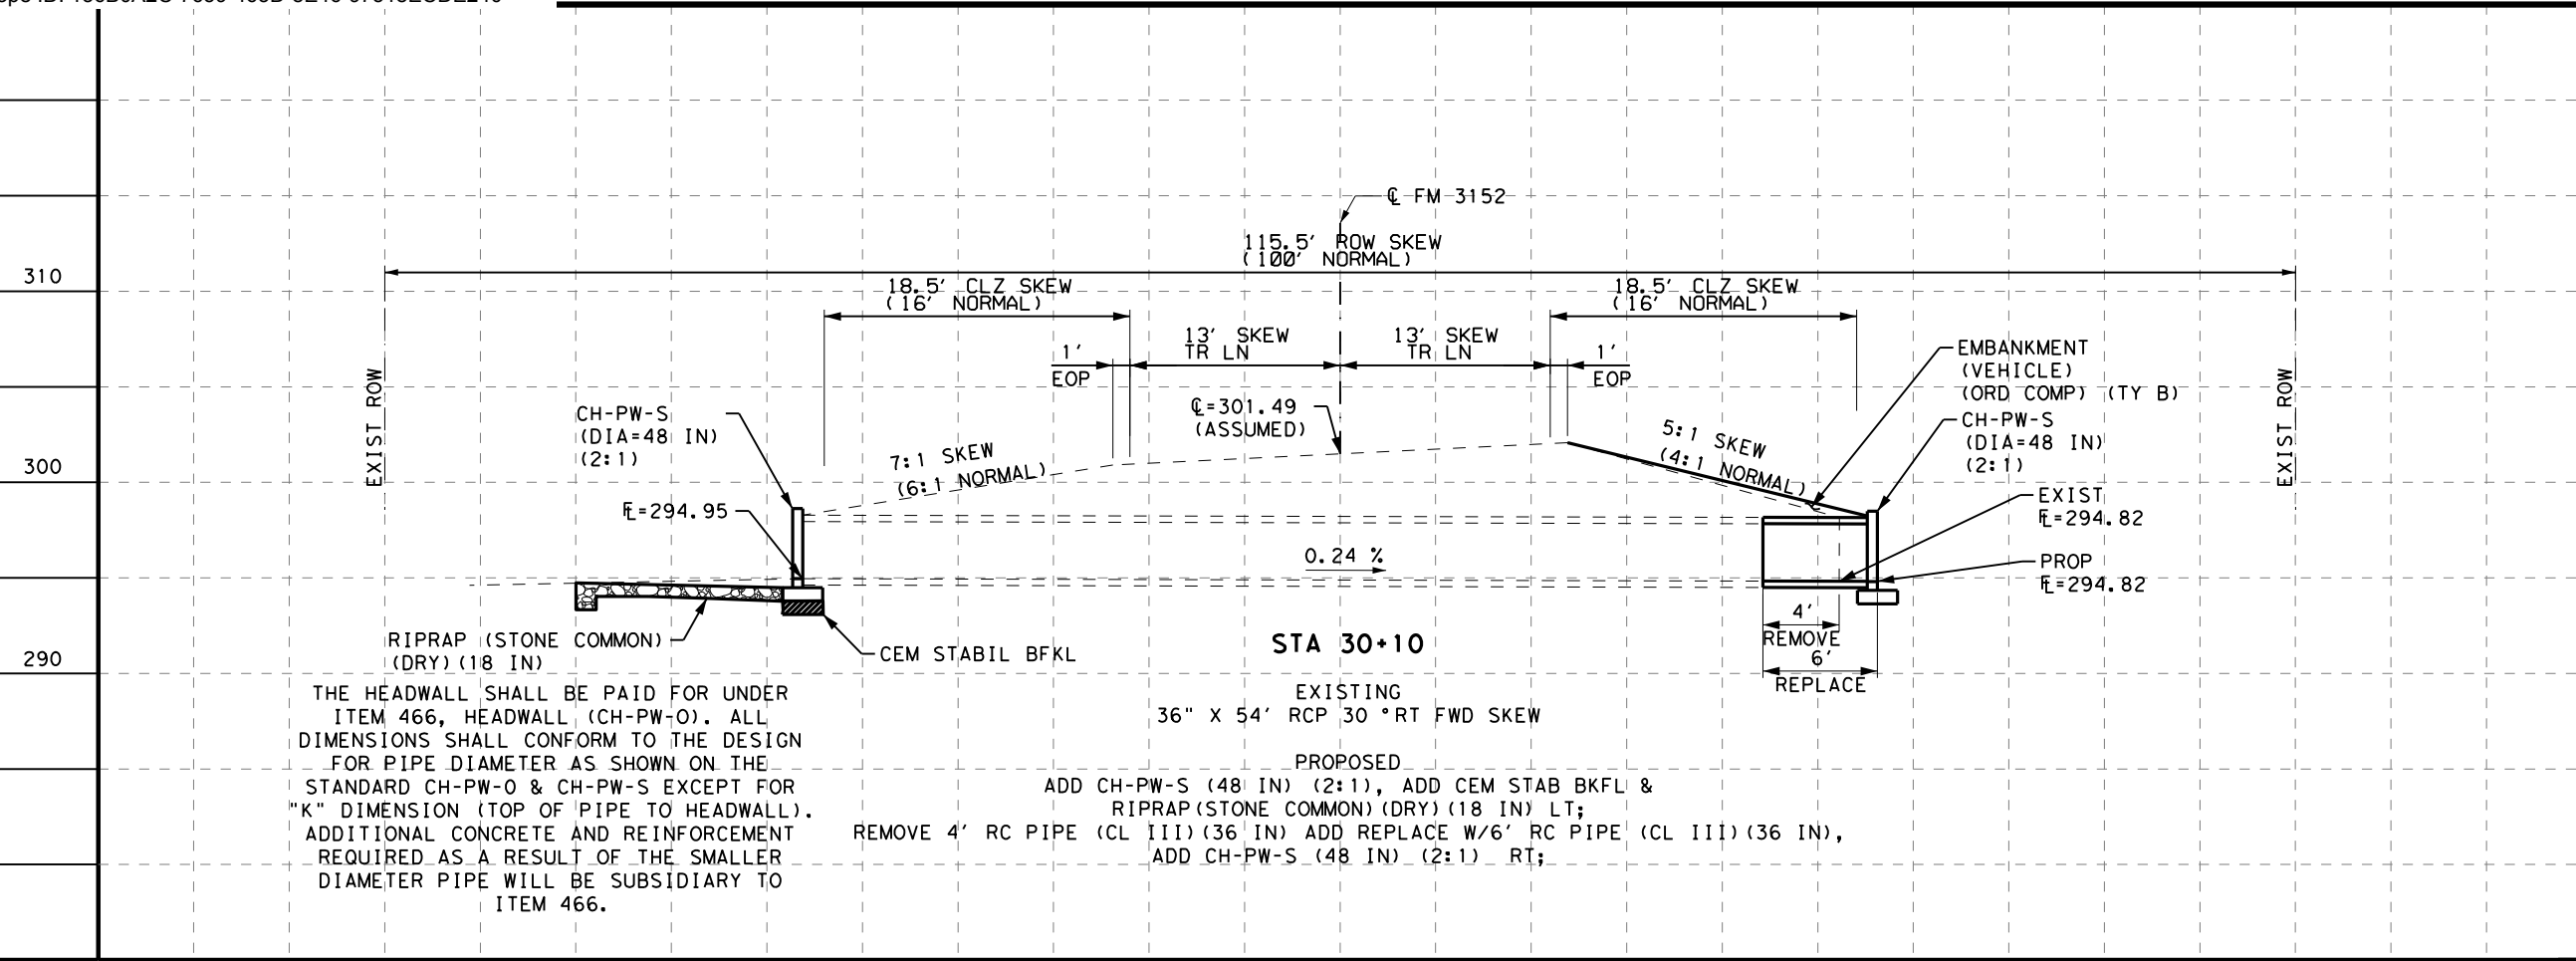 ℄ FM 3152
115.5' ROW SKEW
(100' NORMAL)
310
18.5' CLZ SKEW
(16' NORMAL)
18.5' CLZ SKEW
(16' NORMAL)
13' SKEW
TR LN
13' SKEW
TR LN
1'
EOP
1'
EOP
EXIST ROW
EXIST ROW
EMBANKMENT
(VEHICLE)
(ORD COMP) (TY B)
CH-PW-S
(DIA=48 IN)
(2:1)
℄=301.49
(ASSUMED)
CH-PW-S
(DIA=48 IN)
(2:1)
7:1 SKEW
(6:1 NORMAL)
5:1 SKEW
(4:1 NORMAL)
300
FL=294.95
EXIST
FL=294.82
0.24 %
PROP
FL=294.82
4'
REMOVE
6'
REPLACE
RIPRAP (STONE COMMON)
(DRY)(18 IN)
CEM STABIL BFKL
290
STA 30+10
EXISTING
36" X 54' RCP 30 °RT FWD SKEW
PROPOSED
ADD CH-PW-S (48 IN) (2:1), ADD CEM STAB BKFL &
RIPRAP(STONE COMMON)(DRY)(18 IN) LT;
REMOVE 4' RC PIPE (CL III)(36 IN) ADD REPLACE W/6' RC PIPE (CL III)(36 IN),
ADD CH-PW-S (48 IN) (2:1) RT;
THE HEADWALL SHALL BE PAID FOR UNDER
ITEM 466, HEADWALL (CH-PW-O). ALL
DIMENSIONS SHALL CONFORM TO THE DESIGN
FOR PIPE DIAMETER AS SHOWN ON THE
STANDARD CH-PW-O & CH-PW-S EXCEPT FOR
"K" DIMENSION (TOP OF PIPE TO HEADWALL).
ADDITIONAL CONCRETE AND REINFORCEMENT
REQUIRED AS A RESULT OF THE SMALLER
DIAMETER PIPE WILL BE SUBSIDIARY TO
ITEM 466.